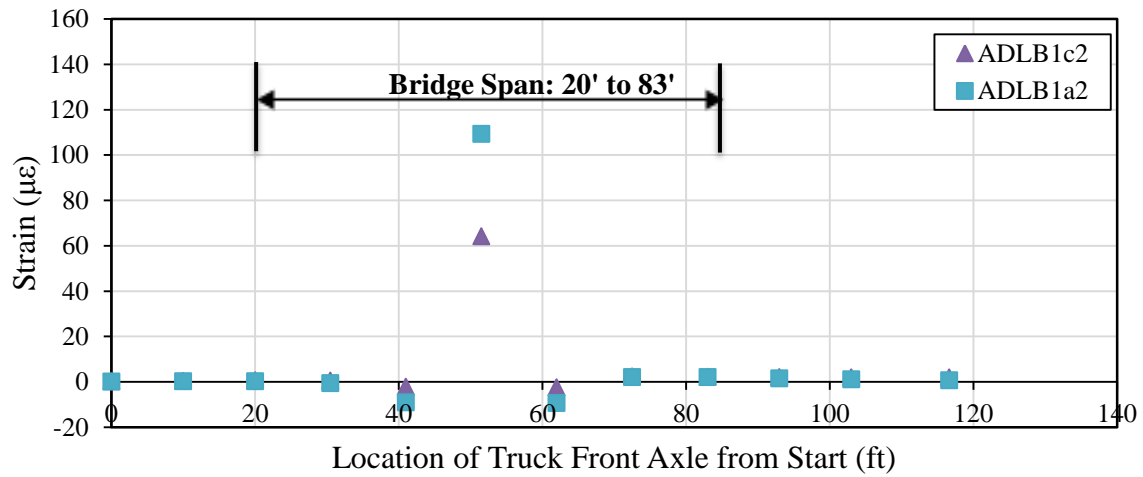 160
140
120
100
80
60
40
20
0
-20
Strain (με)
Bridge Span: 20' to 83'
ADLB1c2
ADLB1a2
0 20 40 60 80 100 120 140
Location of Truck Front Axle from Start (ft)